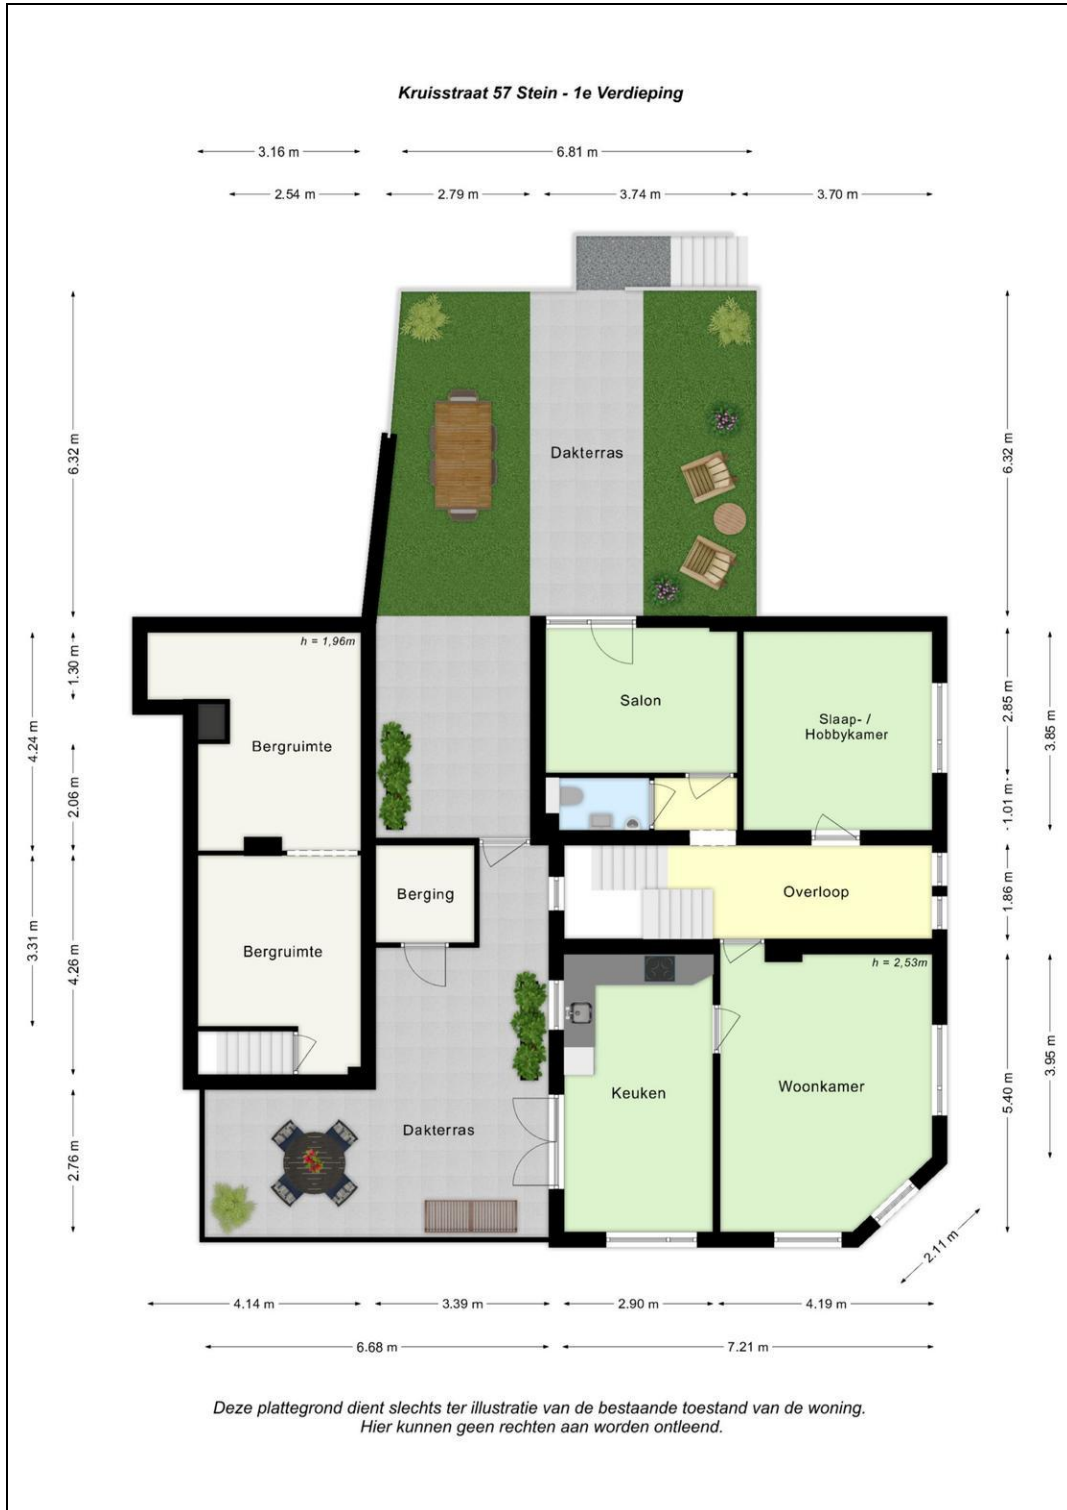 Kruisstraat 57 Stein - 1e Verdieping
3.16 m
6.81 m
2.54 m
2.79 m
3.74 m
3.70 m
6.32 m
6.32 m
Dakterras
h = 1,96m
1.30 m
4.24 m
2.06 m
Bergruimte
Salon
Slaap- /
Hobbykamer
2.85 m
3.85 m
1.01 m
Berging
Overloop
1.86 m
3.31 m
4.26 m
Bergruimte
h = 2,53m
Keuken
Woonkamer
5.40 m
3.95 m
Dakterras
2.76 m
2.11 m
4.14 m
3.39 m
2.90 m
4.19 m
6.68 m
7.21 m
Deze plattegrond dient slechts ter illustratie van de bestaande toestand van de woning.
Hier kunnen geen rechten aan worden ontleend.